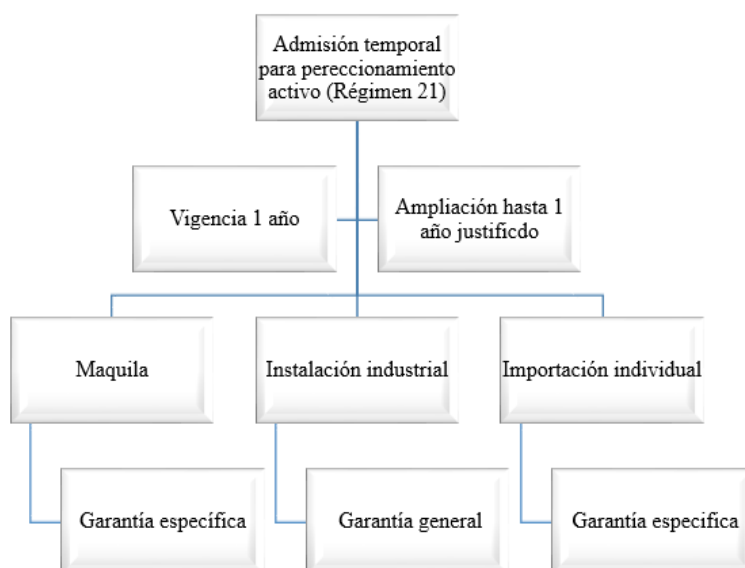 Admisión temporal
para pereccionamiento
activo (Régimen 21)
Vigencia 1 año
Ampliación hasta 1
año justificdo
Maquila
Instalación industrial
Importación individual
Garantía específica
Garantía general
Garantía especifica